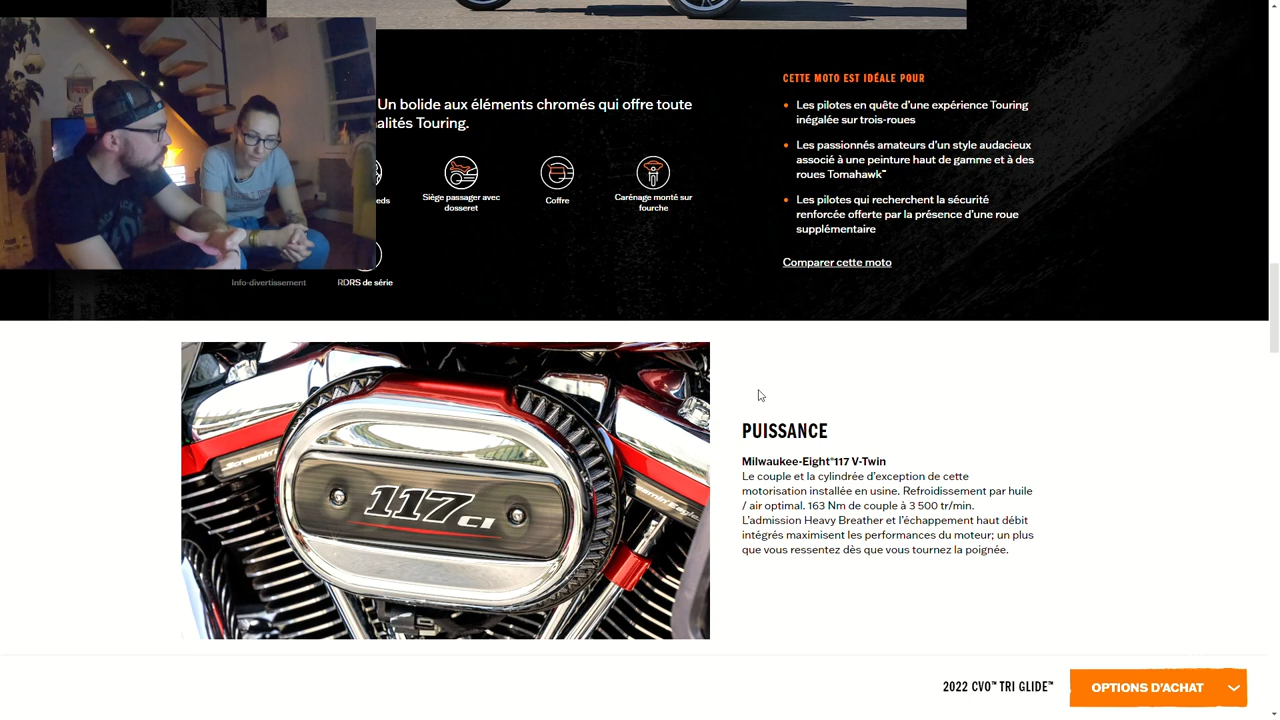 Un bolide aux éléments chromés qui offre toute
alités Touring.
eds
Siège passager avec
dosseret
Coffre
Carénage monté sur
fourche
Info-divertissement
RDRS de série
CETTE MOTO EST IDÉALE POUR
Les pilotes en quête d'une expérience Touring
inégalée sur trois-roues
Les passionnés amateurs d'un style audacieux
associé à une peinture haut de gamme et à des
roues Tomahawk™
Les pilotes qui recherchent la sécurité
renforcée offerte par la présence d'une roue
supplémentaire
Comparer cette moto
Screamin' Eagle
117 CI
amin' Eagle
PUISSANCE
Milwaukee-Eight®117 V-Twin
Le couple et la cylindrée d'exception de cette
motorisation installée en usine. Refroidissement par huile
/ air optimal. 163 Nm de couple à 3 500 tr/min.
L'admission Heavy Breather et l'échappement haut débit
intégrés maximisent les performances du moteur; un plus
que vous ressentez dès que vous tournez la poignée.
2022 CVO™ TRI GLIDE™
OPTIONS D'ACHAT